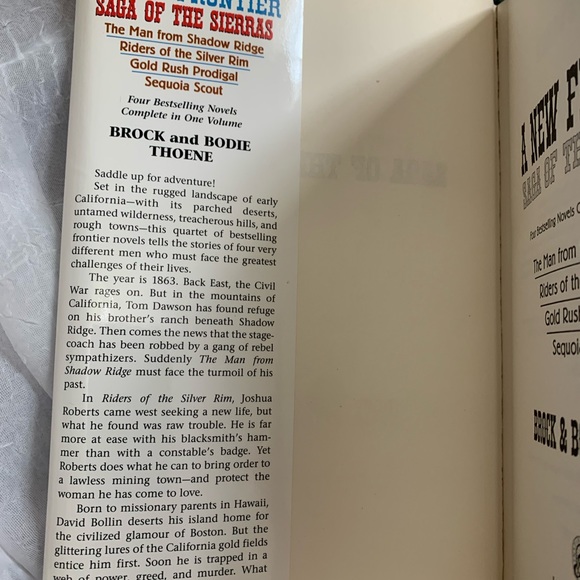 FRONTIER
SAGA OF THE SIERRAS
The Man from Shadow Ridge
Riders of the Silver Rim
Gold Rush Prodigal
Sequoia Scout
Four Bestselling Novels
Complete in One Volume
BROCK and BODIE
THOENE
Saddle up for adventure!
Set in the rugged landscape of early
California—with its parched deserts,
untamed wilderness, treacherous hills, and
rough towns—this quartet of bestselling
frontier novels tells the stories of four very
different men who must face the greatest
challenges of their lives.
The year is 1863. Back East, the Civil
War rages on. But in the mountains of
California, Tom Dawson has found refuge
on his brother's ranch beneath Shadow
Ridge. Then comes the news that the stage-
coach has been robbed by a gang of rebel
sympathizers. Suddenly The Man from
Shadow Ridge must face the turmoil of his
past.
In Riders of the Silver Rim, Joshua
Roberts came west seeking a new life, but
what he found was raw trouble. He is far
more at ease with his blacksmith's ham-
mer than with a constable's badge. Yet
Roberts does what he can to bring order to
a lawless mining town—and protect the
woman he has come to love.
Born to missionary parents in Hawaii,
David Bollin deserts his island home for
the civilized glamour of Boston. But the
glittering lures of the California gold fields
entice him first. Soon he is trapped in a
web of power, greed, and murder. What
A NEW F
SAGA OF TH
Four Bestselling Novels C
The Man from
Riders of th
Gold Rush
Sequoia
BROCK & B